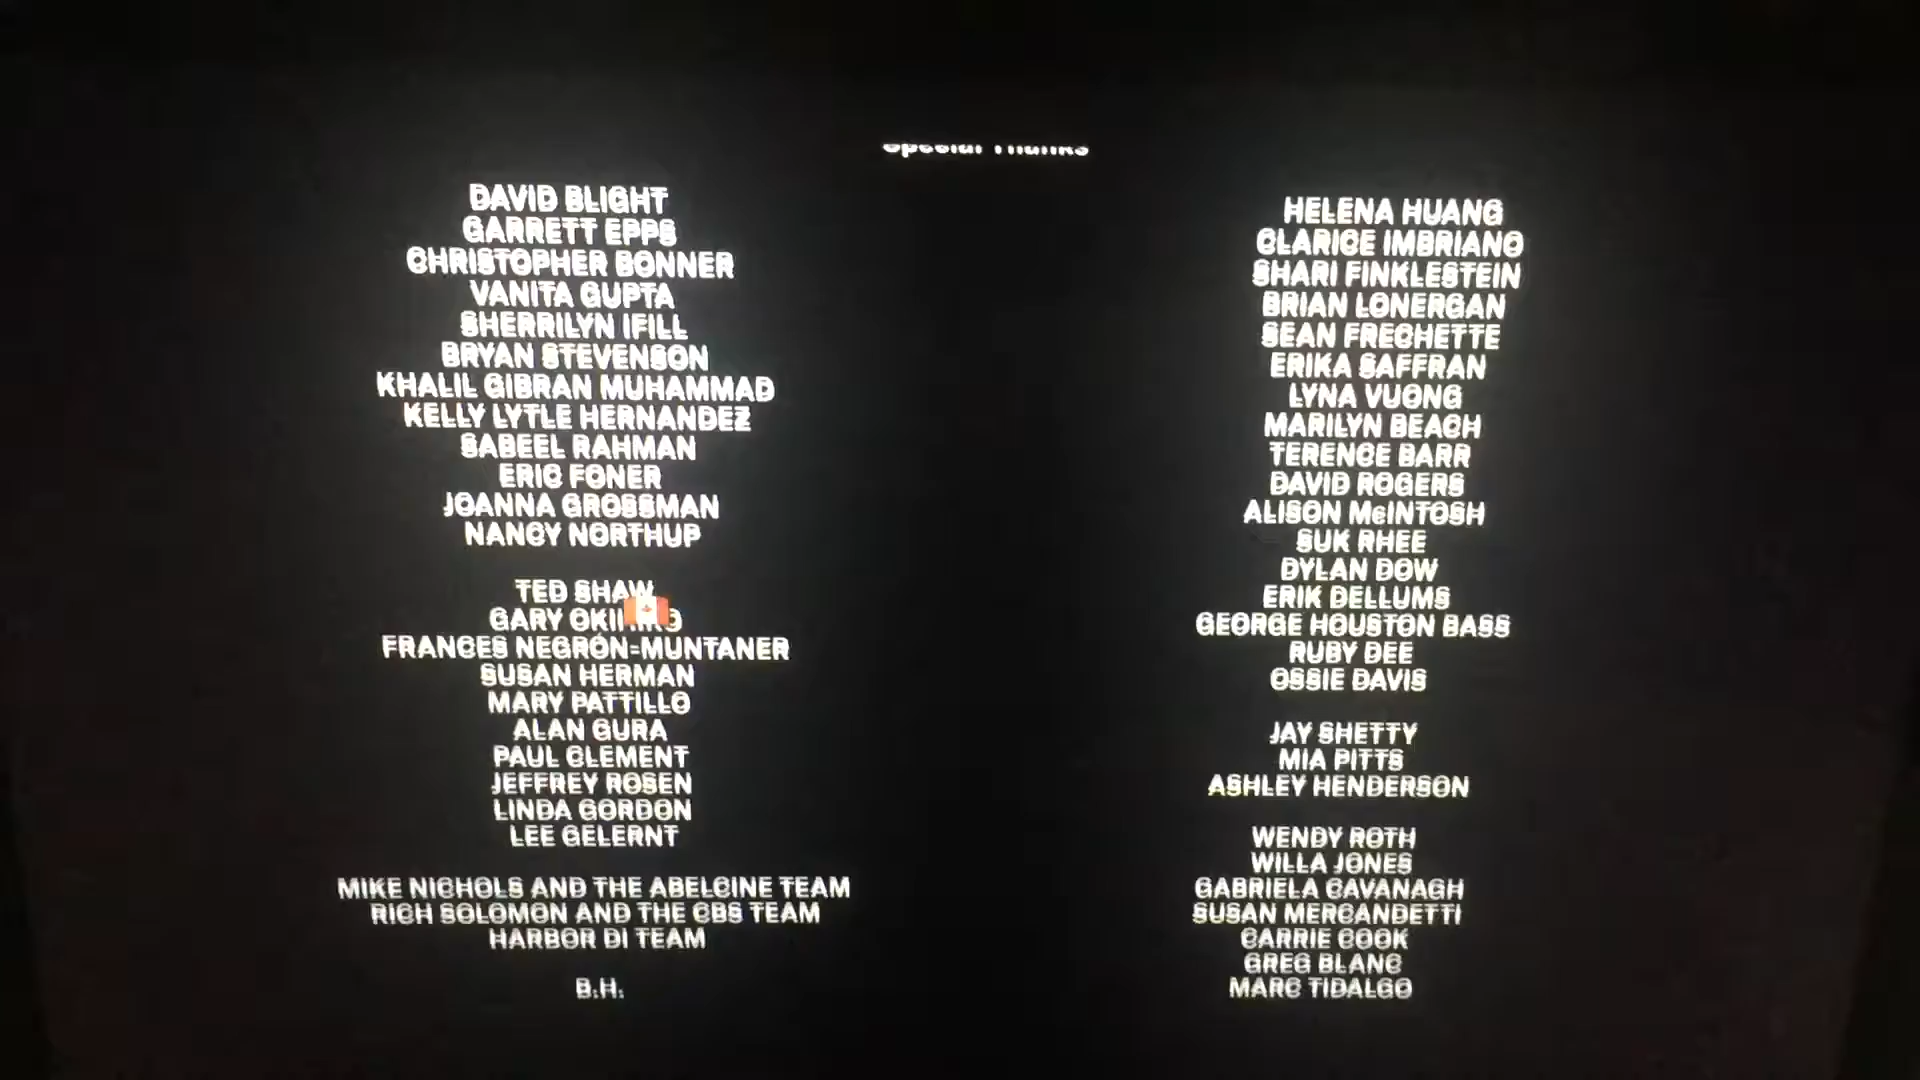 Special Thanks
DAVID BLIGHT
GARRETT EPPS
CHRISTOPHER BONNER
VANITA GUPTA
SHERRILYN IFILL
BRYAN STEVENSON
KHALIL GIBRAN MUHAMMAD
KELLY LYTLE HERNANDEZ
SABEEL RAHMAN
ERIC FONER
JOANNA GROSSMAN
NANCY NORTHUP
TED SHAW
GARY
FRANCES NEGRÓN-MUNTANER
SUSAN HERMAN
MARY PATTILLO
ALAN GURA
PAUL CLEMENT
JEFFREY ROSEN
LINDA GORDON
LEE GELERNT
MIKE NICHOLS AND THE ABELCINE TEAM
RICH SOLOMON AND THE CBS TEAM
HARBOR DI TEAM
B.H.
HELENA HUANG
CLARICE IMBRIANO
SHARI FINKLESTEIN
BRIAN LONERGAN
SEAN FRECHETTE
ERIKA SAFFRAN
LYNA VUONG
MARILYN BEACH
TERENCE BARR
DAVID ROGERS
ALISON McINTOSH
SUK RHEE
DYLAN DOW
ERIK DELLUMS
GEORGE HOUSTON BASS
RUBY DEE
OSSIE DAVIS
JAY SHETTY
MIA PITTS
ASHLEY HENDERSON
WENDY ROTH
WILLA JONES
GABRIELA CAVANAGH
SUSAN MERCANDETTI
CARRIE COOK
GREG BLANC
MARC TIDALGO